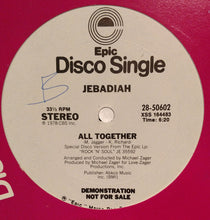 Epic
Disco Single
JEBADIAH
33⅓ RPM
STEREO
℗ 1978 CBS Inc.
28-50602
XSS 164483
Time: 6:20
ALL TOGETHER
M. Jagger - K. Richard
Special Disco Version From The Epic Lp:
"ROCK 'N' SOUL" JE 35592
Arranged and Conducted by Michael Zager
Produced by Michael Zager for Love-Zager
Productions, Inc.
Publisher: Abkco Music
Inc. (BMI)
DEMONSTRATION
NOT FOR SALE